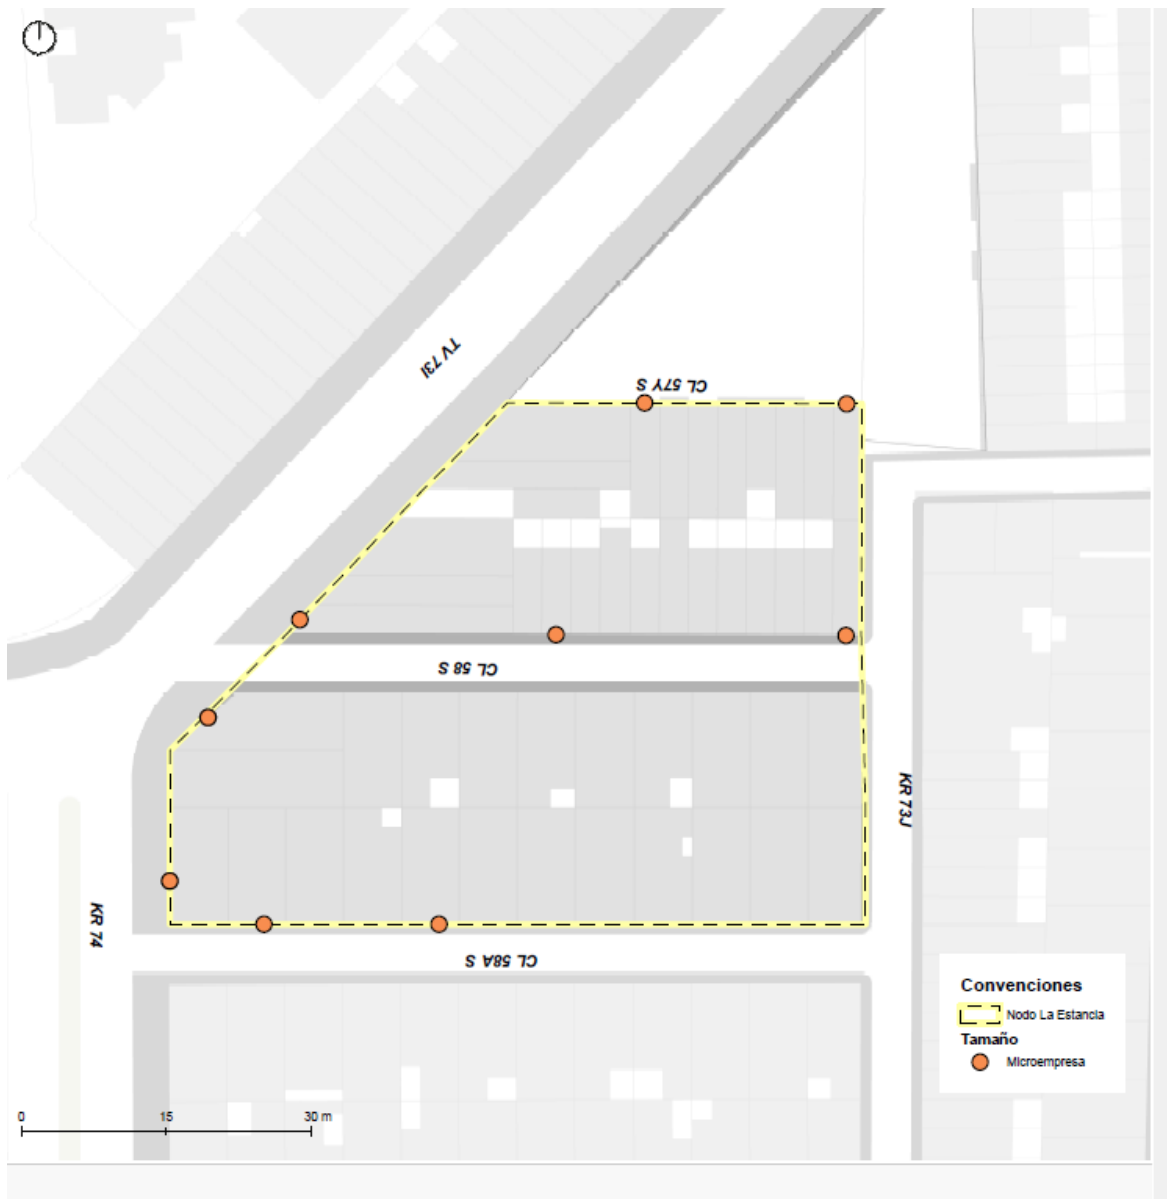 TV 73I
CL 57Y S
CL 58 S
KR 73J
KR 74
CL 58A S
Convenciones
Nodo La Estancia
Tamaño
Microempresa
0 15 30 m